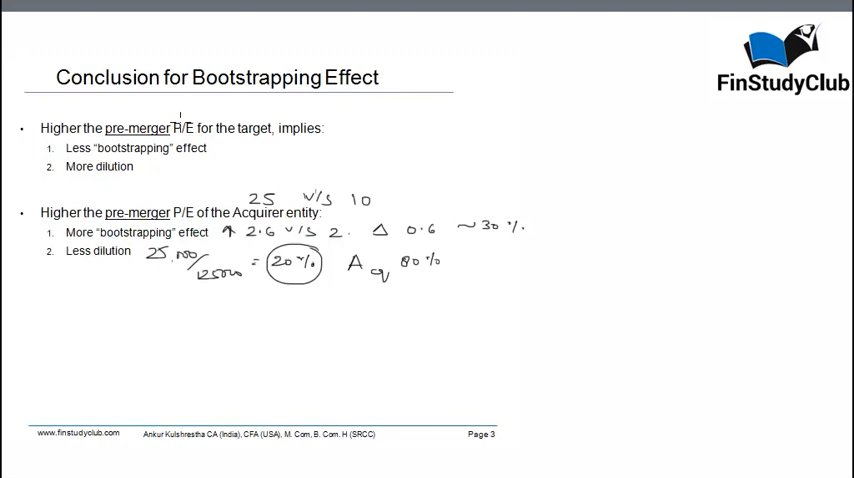 FinStudyClub
Conclusion for Bootstrapping Effect
• Higher the pre-merger P/E for the target, implies:
1. Less "bootstrapping" effect
2. More dilution
25 v/s 10
• Higher the pre-merger P/E of the Acquirer entity:
1. More "bootstrapping" effect ↑ 2.6 v/s 2. Δ 0.6 ~30%.
2. Less dilution 25,000/125000 = 20% Acq 80%
www.finstudyclub.com Ankur Kulshrestha CA (India), CFA (USA), M. Com, B. Com. H (SRCC) Page 3